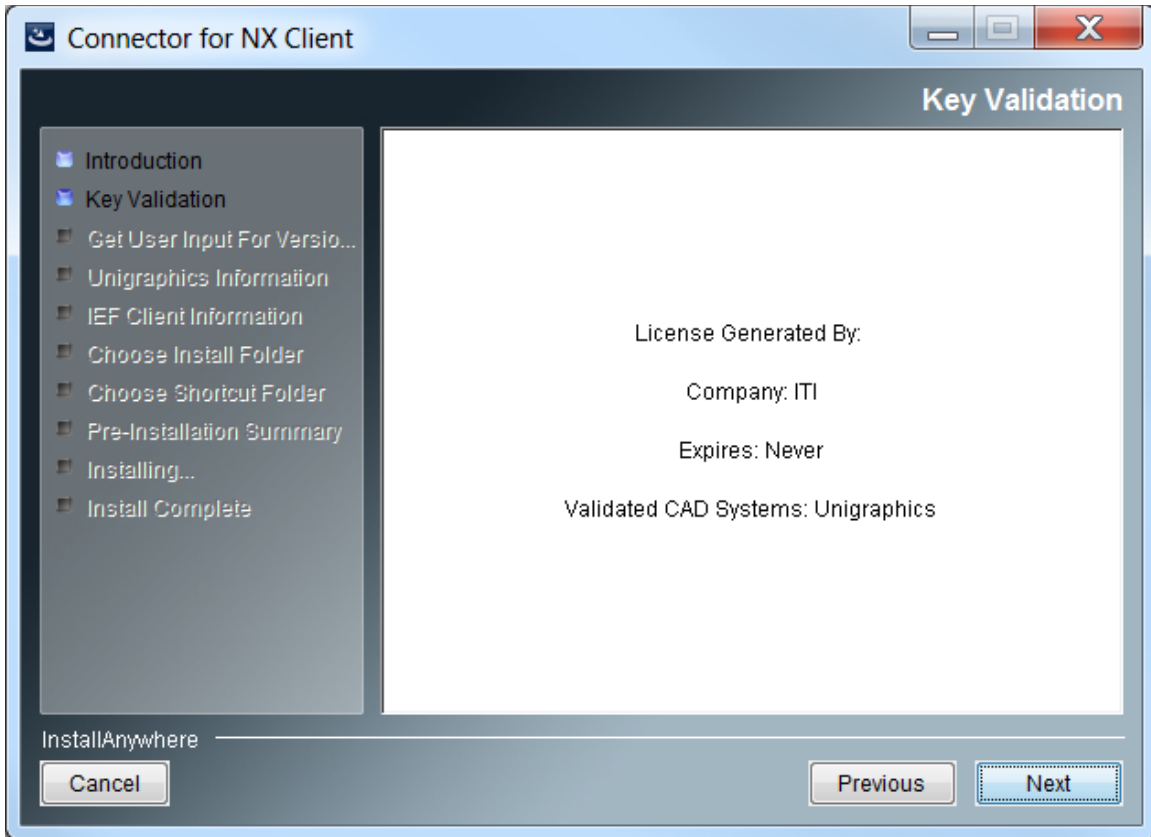 Connector for NX Client
Key Validation
Introduction
Key Validation
Get User Input For Versio...
Unigraphics Information
IEF Client Information
Choose Install Folder
Choose Shortcut Folder
Pre-Installation Summary
Installing...
Install Complete
License Generated By:
Company: ITI
Expires: Never
Validated CAD Systems: Unigraphics
InstallAnywhere
Cancel
Previous
Next